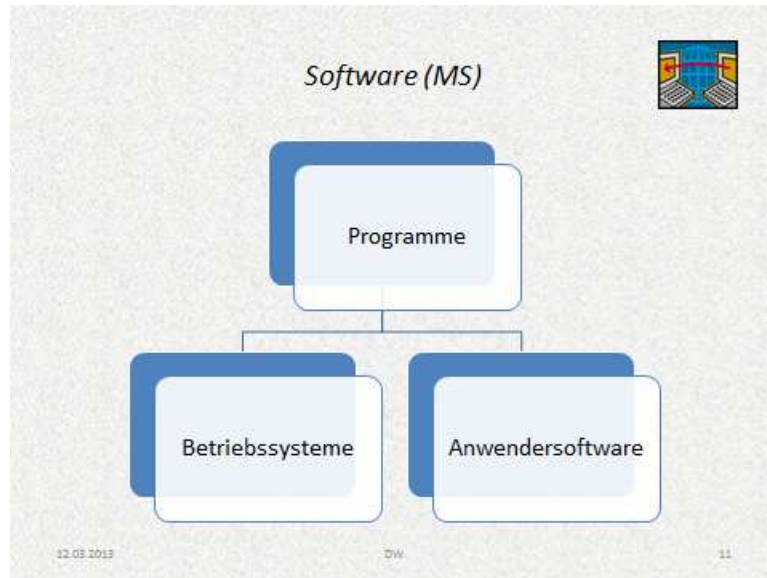 Software (MS)
Programme
Betriebssysteme
Anwendersoftware
12.03.2013
DW
11